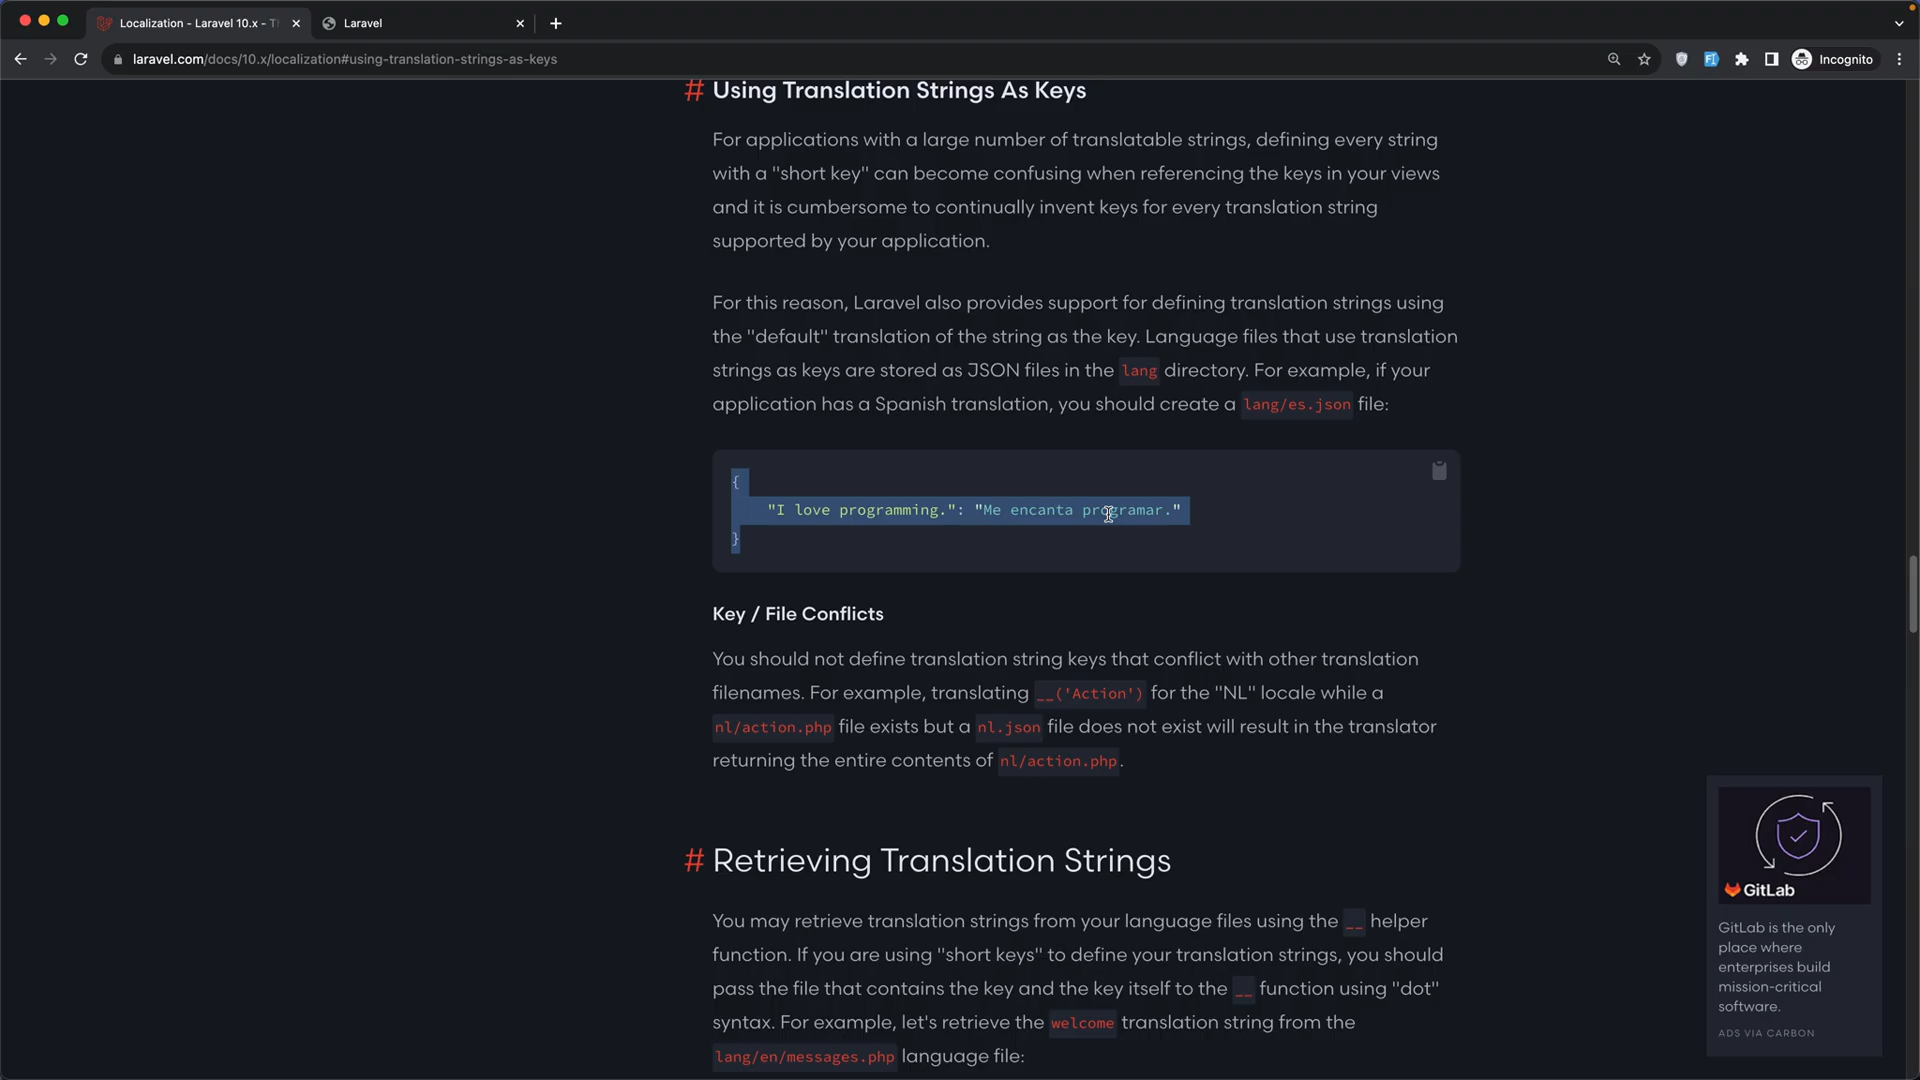 Localization - Laravel 10.x - Th
Laravel
laravel.com/docs/10.x/localization#using-translation-strings-as-keys
Incognito
# Using Translation Strings As Keys
For applications with a large number of translatable strings, defining every string
with a "short key" can become confusing when referencing the keys in your views
and it is cumbersome to continually invent keys for every translation string
supported by your application.
For this reason, Laravel also provides support for defining translation strings using
the "default" translation of the string as the key. Language files that use translation
strings as keys are stored as JSON files in the lang directory. For example, if your
application has a Spanish translation, you should create a lang/es.json file:
{
"I love programming.": "Me encanta programar."
}
Key / File Conflicts
You should not define translation string keys that conflict with other translation
filenames. For example, translating __('Action') for the "NL" locale while a
nl/action.php file exists but a nl.json file does not exist will result in the translator
returning the entire contents of nl/action.php.
# Retrieving Translation Strings
You may retrieve translation strings from your language files using the __ helper
function. If you are using "short keys" to define your translation strings, you should
pass the file that contains the key and the key itself to the __ function using "dot"
syntax. For example, let's retrieve the welcome translation string from the
lang/en/messages.php language file:
GitLab
GitLab is the only
place where
enterprises build
mission-critical
software.
ADS VIA CARBON